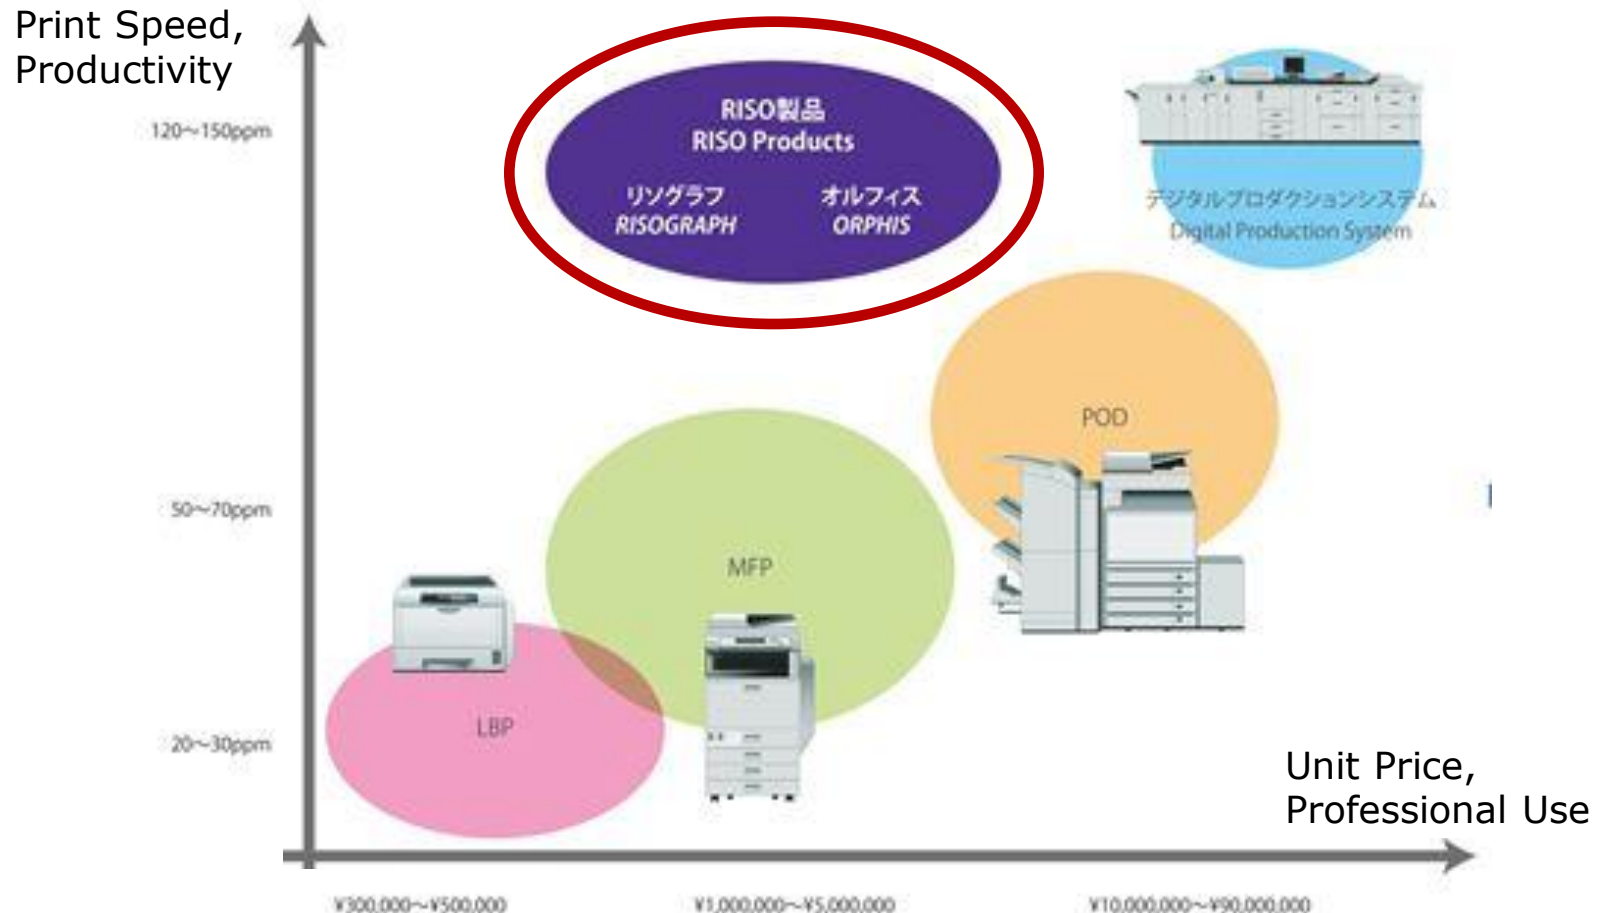 Print Speed,
Productivity
120〜150ppm
RISO製品
RISO Products
リソグラフ
RISOGRAPH
オルフィス
ORPHIS
デジタルプロダクションシステム
Digital Production System
POD
50〜70ppm
MFP
LBP
20〜30ppm
Unit Price,
Professional Use
¥300,000〜¥500,000
¥1,000,000〜¥5,000,000
¥10,000,000〜¥90,000,000